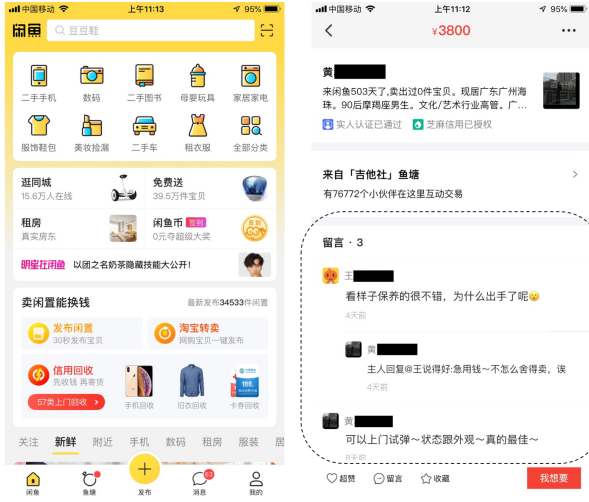 中国移动
上午11:13
95%
闲鱼
豆豆鞋
二手手机
数码
二手图书
母婴玩具
家居家电
服饰鞋包
美妆捡漏
二手车
租衣服
全部分类
逛同城
15.6万人在线
免费送
39.5万件宝贝
租房
真实房东
闲鱼币 签到
0元夺超级大奖
明星在闲鱼
以团之名奶茶隐藏技能大公开！
卖闲置能换钱
最新发布34533件闲置
发布闲置
30秒发布宝贝
淘宝转卖
网购宝贝一键发布
信用回收
先收钱 再寄货
57类上门回收 >
手机回收
旧衣回收
100
卡券回收
关注
新鲜
附近
手机
数码
租房
服装
居
闲鱼
鱼塘
发布
消息
我的
中国移动
上午11:12
95%
¥3800
黄
来闲鱼503天了,卖出过0件宝贝。现居广东广州海
珠。90后摩羯座男生。文化/艺术行业高管。广...
实人认证已通过
芝麻信用已授权
来自「吉他社」鱼塘
有76772个小伙伴在这里互动交易
留言 · 3
王
看样子保养的很不错，为什么出手了呢
4天前
黄
主人回复@王说得好:急用钱～不怎么舍得卖，诶
4天前
黄
可以上门试弹～状态跟外观～真的最佳～
8天前
超赞
留言
收藏
我想要